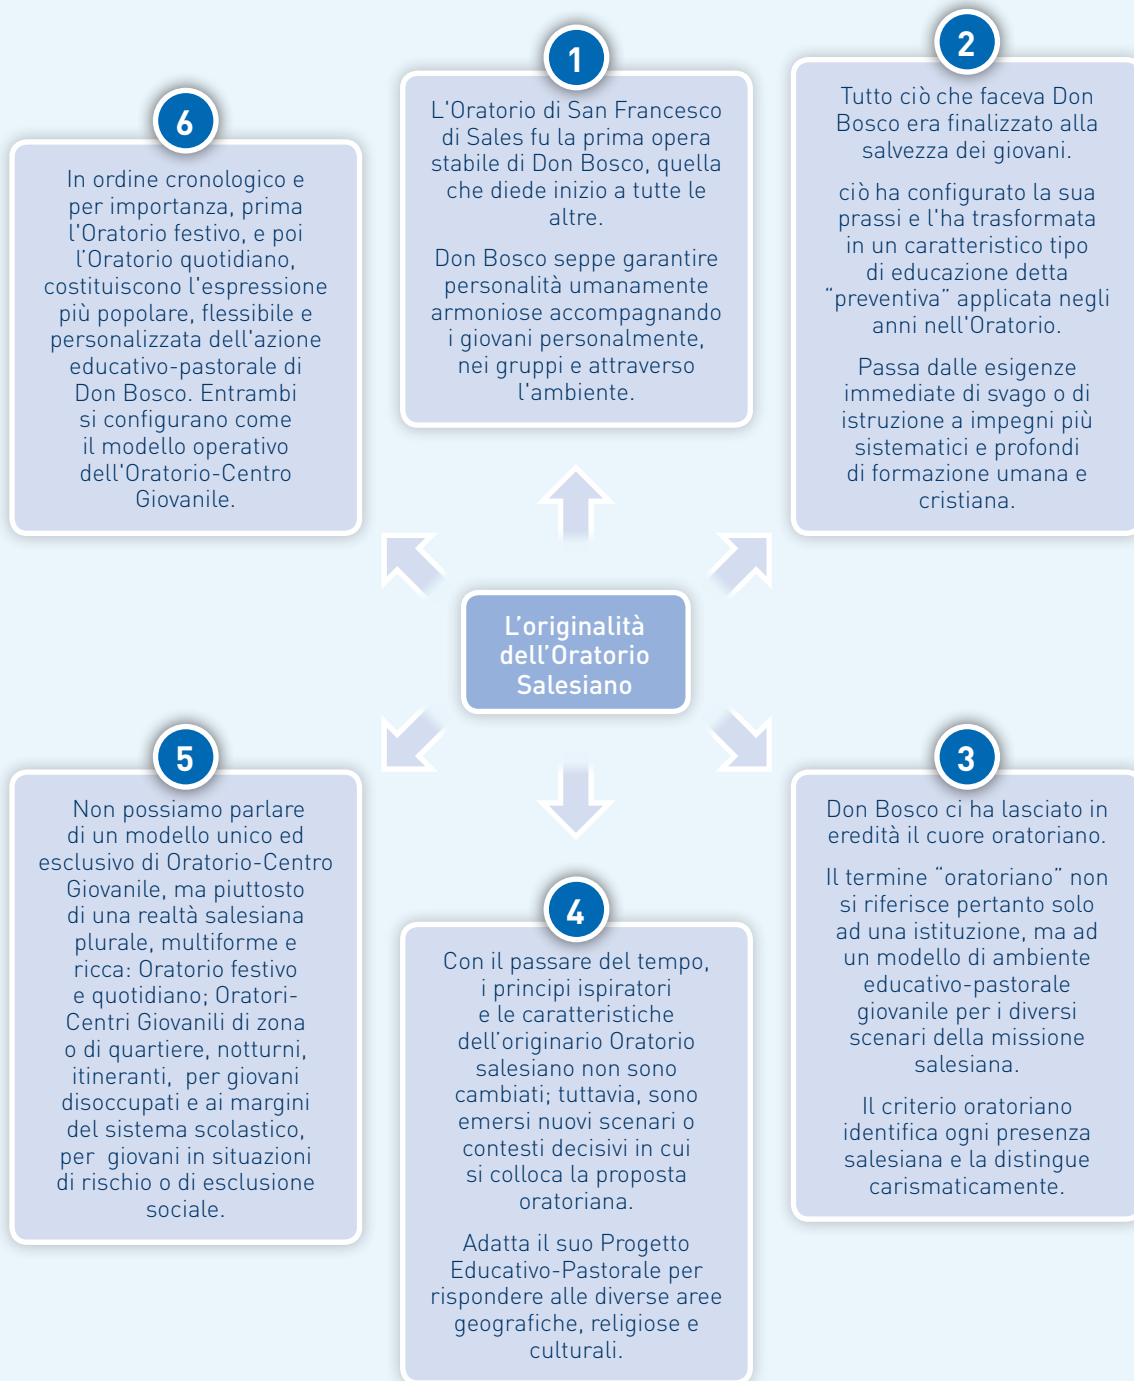 1
L'Oratorio di San Francesco
di Sales fu la prima opera
stabile di Don Bosco, quella
che diede inizio a tutte le
altre.
Don Bosco seppe garantire
personalità umanamente
armoniose accompagnando
i giovani personalmente,
nei gruppi e attraverso
l'ambiente.
2
Tutto ciò che faceva Don
Bosco era finalizzato alla
salvezza dei giovani.
ciò ha configurato la sua
prassi e l'ha trasformata
in un caratteristico tipo
di educazione detta
“preventiva” applicata negli
anni nell'Oratorio.
Passa dalle esigenze
immediate di svago o di
istruzione a impegni più
sistematici e profondi
di formazione umana e
cristiana.
6
In ordine cronologico e
per importanza, prima
l'Oratorio festivo, e poi
l’Oratorio quotidiano,
costituiscono l'espressione
più popolare, flessibile e
personalizzata dell'azione
educativo-pastorale di
Don Bosco. Entrambi
si configurano come
il modello operativo
dell'Oratorio-Centro
Giovanile.
L’originalità
dell’Oratorio
Salesiano
5
Non possiamo parlare
di un modello unico ed
esclusivo di Oratorio-Centro
Giovanile, ma piuttosto
di una realtà salesiana
plurale, multiforme e
ricca: Oratorio festivo
e quotidiano; Oratori-
Centri Giovanili di zona
o di quartiere, notturni,
itineranti, per giovani
disoccupati e ai margini
del sistema scolastico,
per giovani in situazioni
di rischio o di esclusione
sociale.
4
Con il passare del tempo,
i principi ispiratori
e le caratteristiche
dell’originario Oratorio
salesiano non sono
cambiati; tuttavia, sono
emersi nuovi scenari o
contesti decisivi in cui
si colloca la proposta
oratoriana.
Adatta il suo Progetto
Educativo-Pastorale per
rispondere alle diverse aree
geografiche, religiose e
culturali.
3
Don Bosco ci ha lasciato in
eredità il cuore oratoriano.
Il termine “oratoriano” non
si riferisce pertanto solo
ad una istituzione, ma ad
un modello di ambiente
educativo-pastorale
giovanile per i diversi
scenari della missione
salesiana.
Il criterio oratoriano
identifica ogni presenza
salesiana e la distingue
carismaticamente.